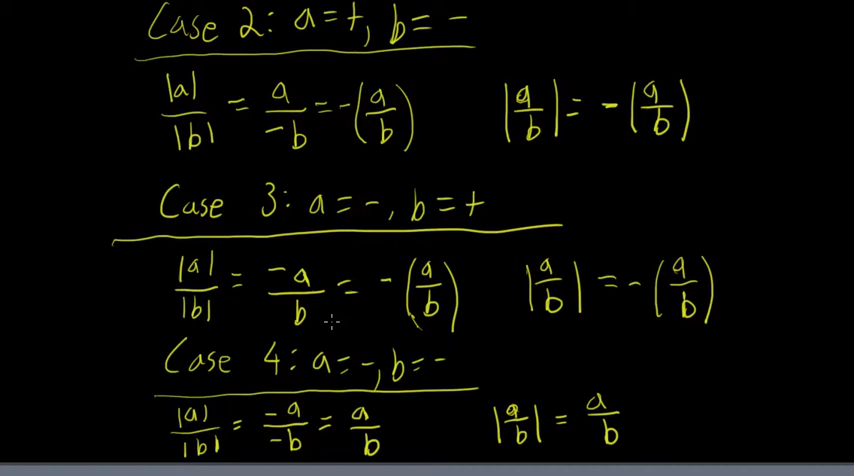 Case 2: a = +, b = -
|a|/|b| = a/-b = -(a/b) |a/b| = -(a/b)
Case 3: a = -, b = +
|a|/|b| = -a/b = -(a/b) |a/b| = -(a/b)
Case 4: a = -, b = -
|a|/|b| = -a/-b = a/b |a/b| = a/b